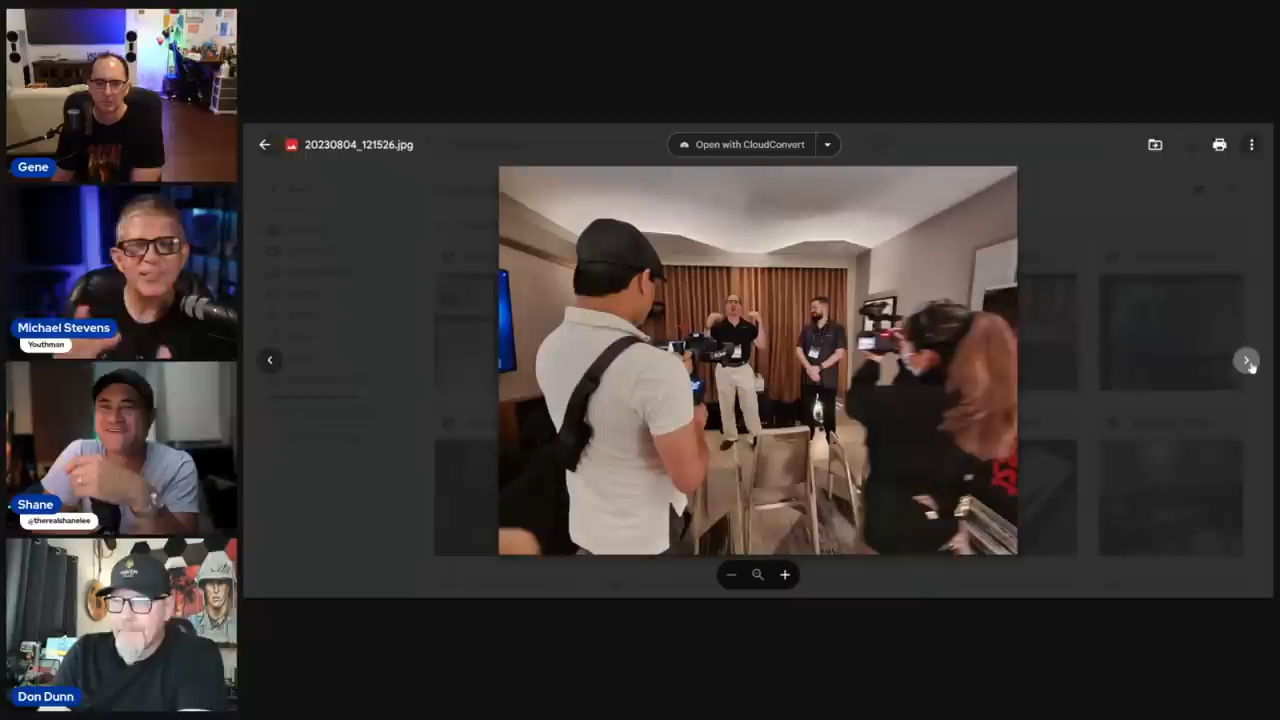 Gene
Michael Stevens
Youthman
Shane
@therealshanelee
Don Dunn
20230804_121526.jpg
Open with CloudConvert